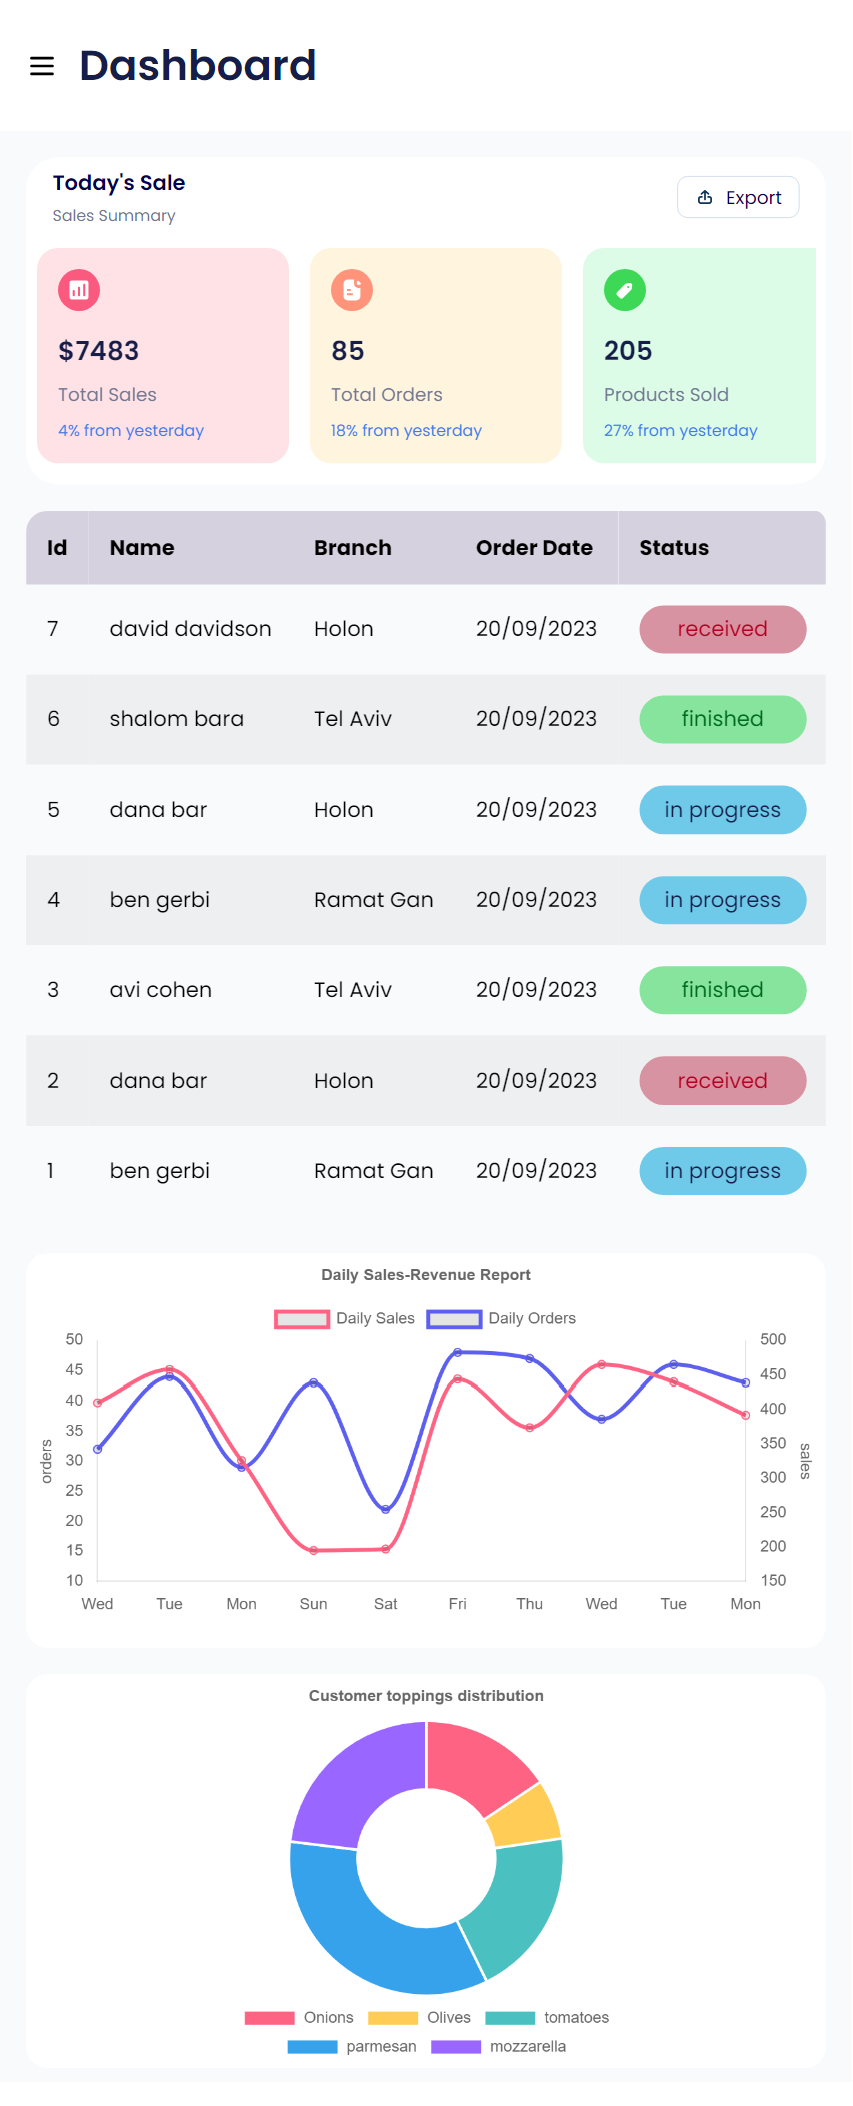 Dashboard
Today's Sale
Sales Summary
Export
$7483
Total Sales
4% from yesterday
85
Total Orders
18% from yesterday
205
Products Sold
27% from yesterday
Id Name Branch Order Date Status
7 david davidson Holon 20/09/2023 received
6 shalom bara Tel Aviv 20/09/2023 finished
5 dana bar Holon 20/09/2023 in progress
4 ben gerbi Ramat Gan 20/09/2023 in progress
3 avi cohen Tel Aviv 20/09/2023 finished
2 dana bar Holon 20/09/2023 received
1 ben gerbi Ramat Gan 20/09/2023 in progress
Daily Sales-Revenue Report
Daily Sales Daily Orders
50
45
40
35
30
25
20
15
10
orders
500
450
400
350
300
250
200
150
sales
Wed Tue Mon Sun Sat Fri Thu Wed Tue Mon
Customer toppings distribution
Onions Olives tomatoes
parmesan mozzarella